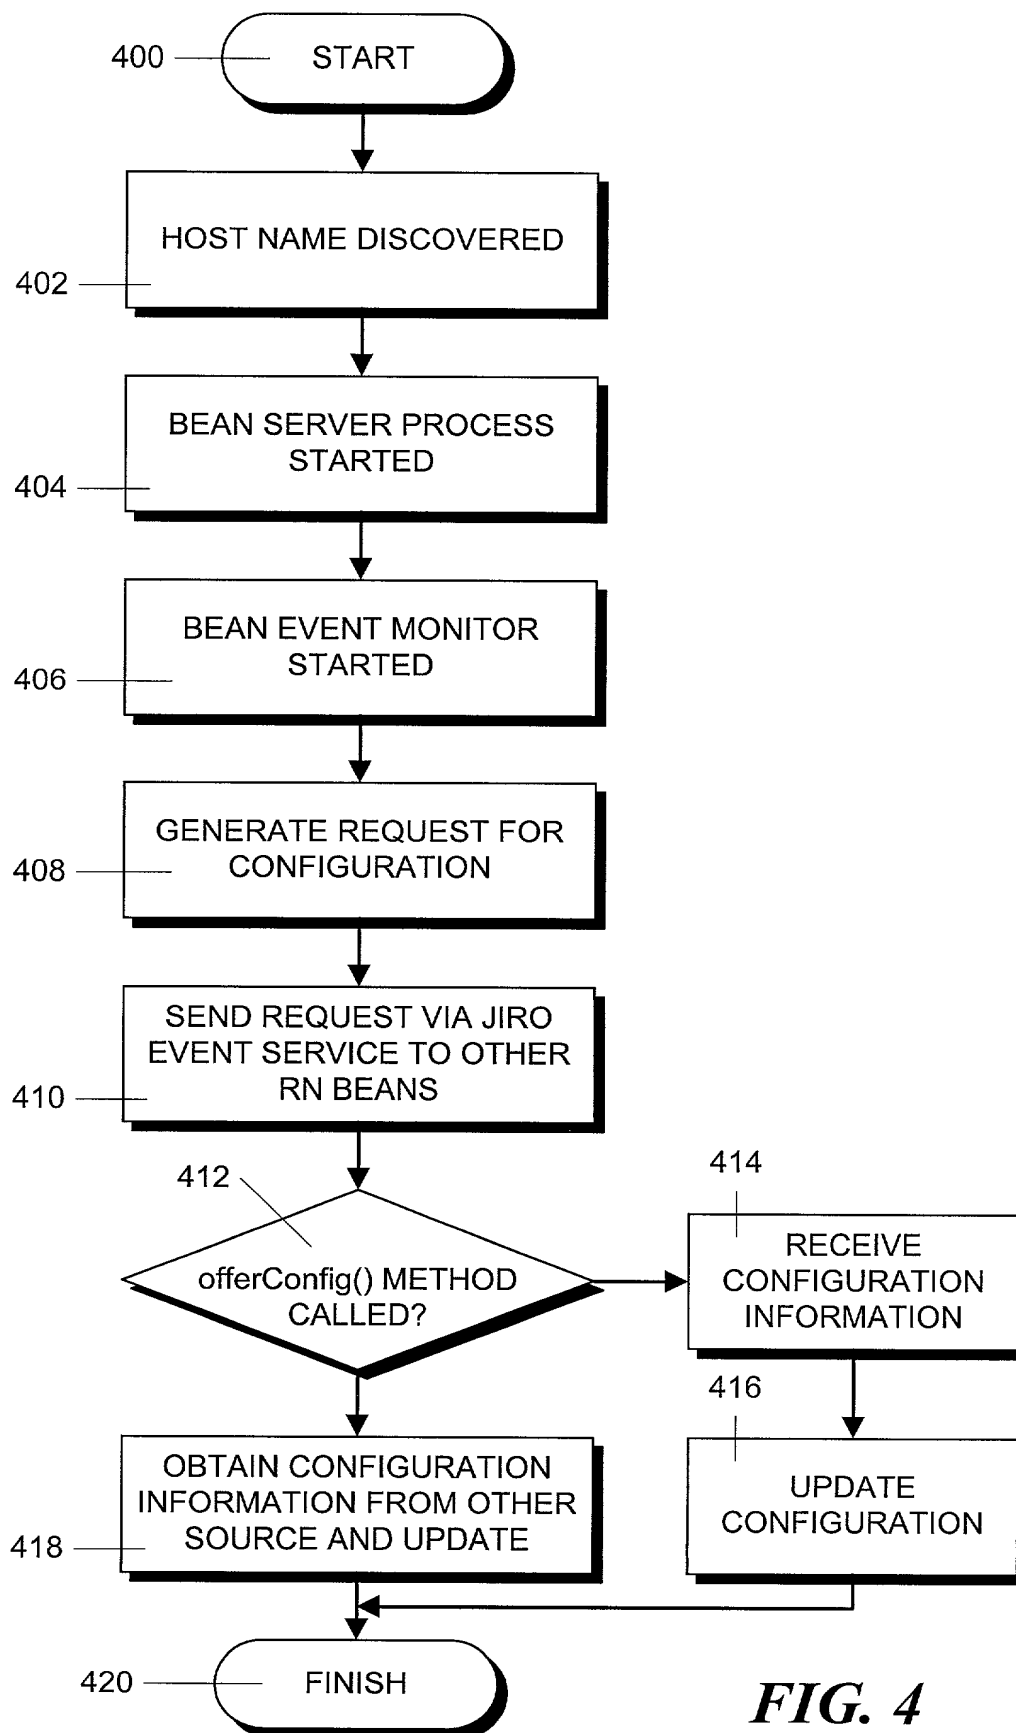 400
START
HOST NAME DISCOVERED
402
BEAN SERVER PROCESS
STARTED
404
BEAN EVENT MONITOR
STARTED
406
GENERATE REQUEST FOR
CONFIGURATION
408
SEND REQUEST VIA JIRO
EVENT SERVICE TO OTHER
RN BEANS
410
412
offerConfig() METHOD
CALLED?
414
RECEIVE
CONFIGURATION
INFORMATION
416
UPDATE
CONFIGURATION
OBTAIN CONFIGURATION
INFORMATION FROM OTHER
SOURCE AND UPDATE
418
420
FINISH
FIG. 4